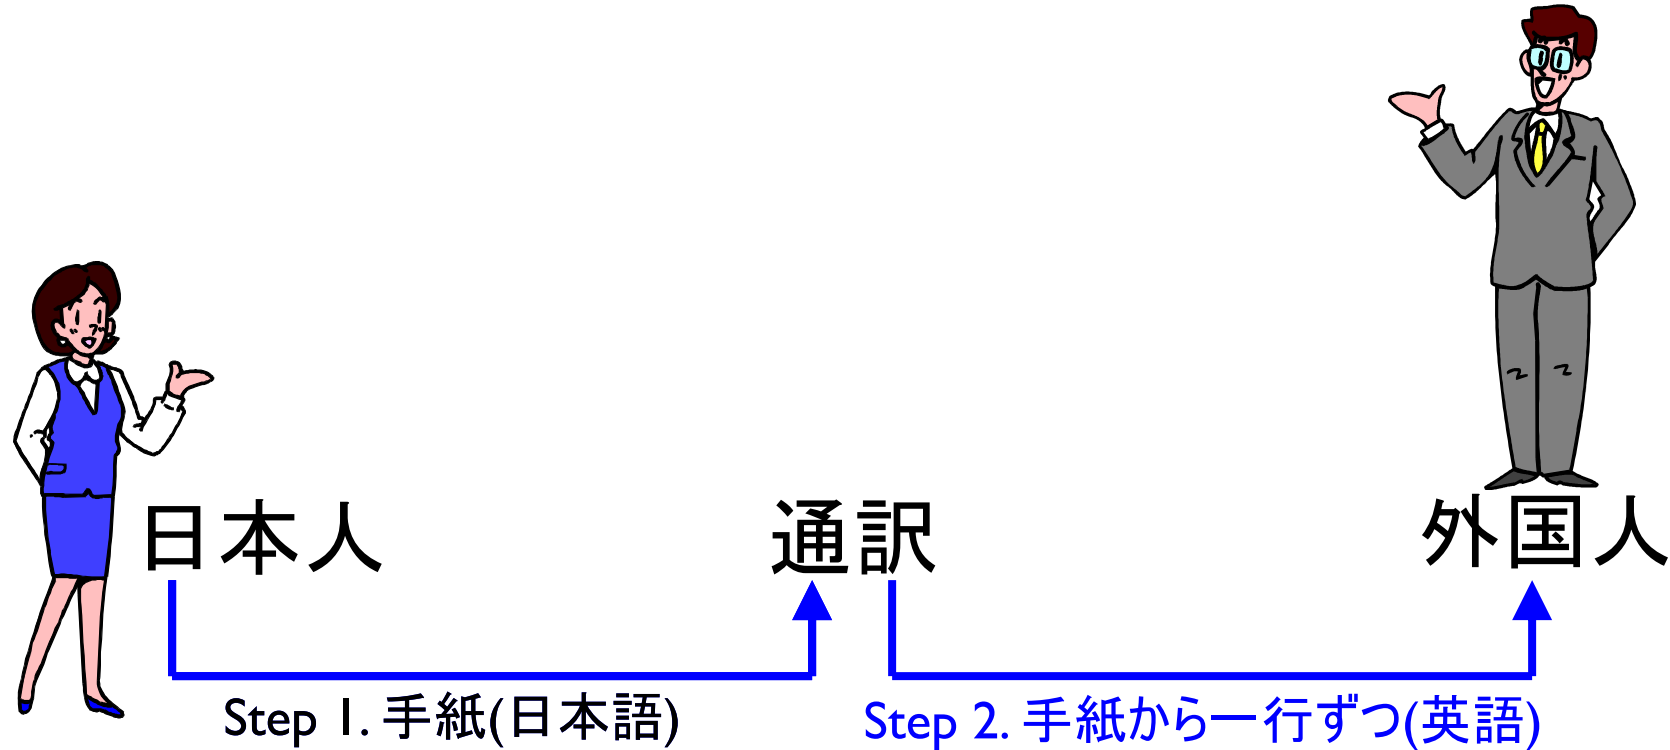 日本人
通訳
外国人
Step 1. 手紙(日本語)
Step 2. 手紙から一行ずつ(英語)